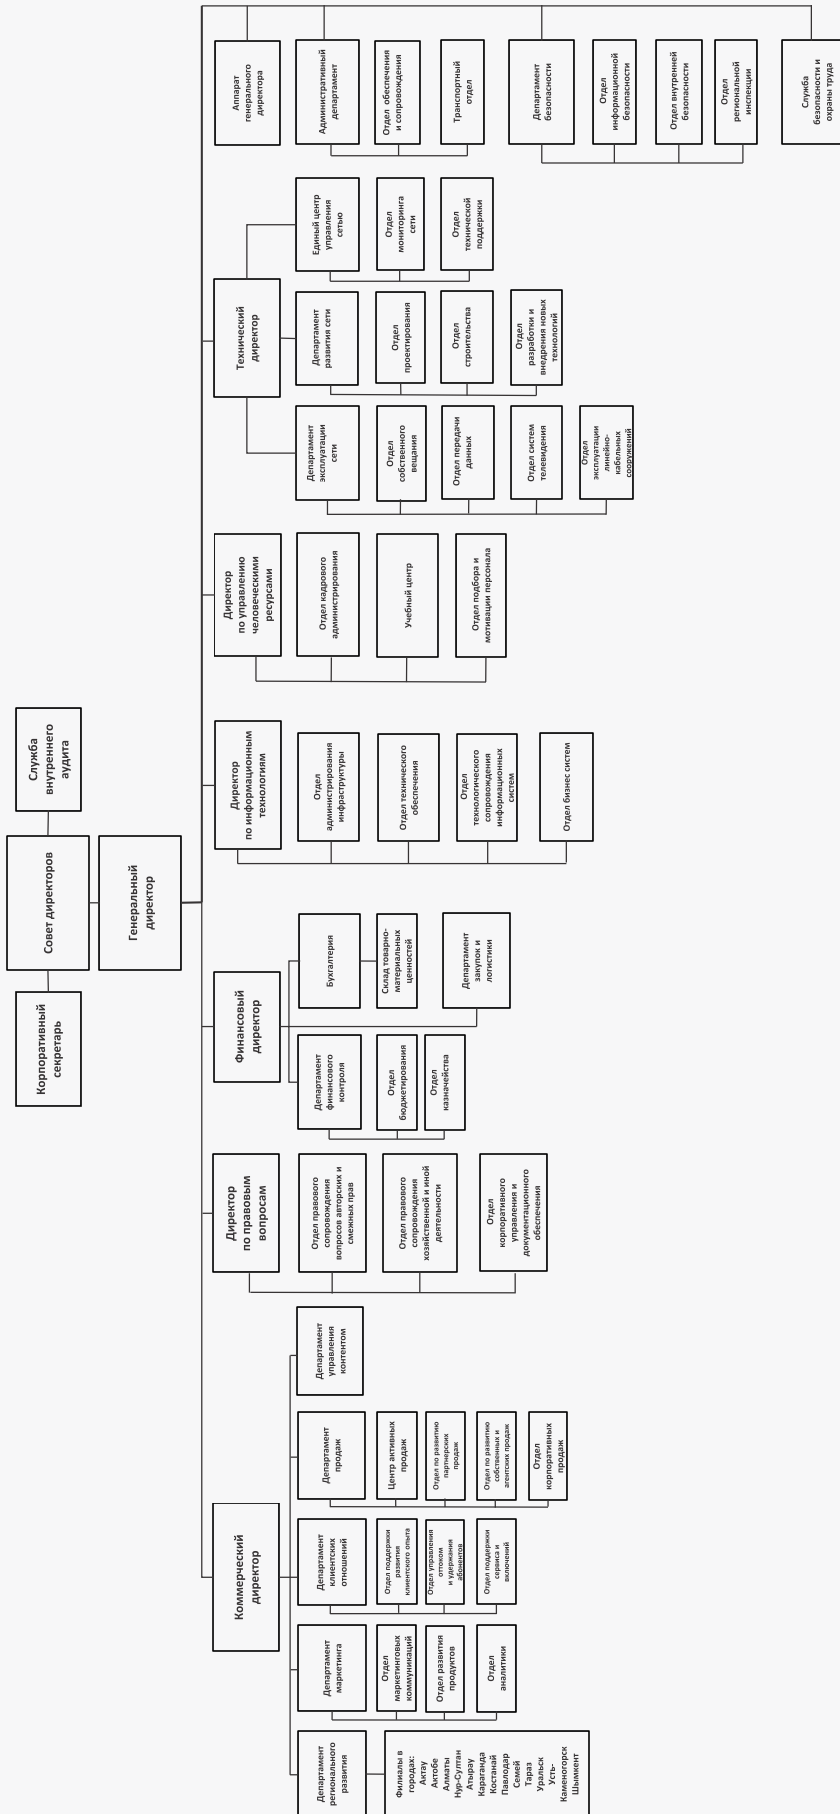 Корпоративный
секретарь
Совет директоров
Служба
внутреннего
аудита
Генеральный
директор
Коммерческий
директор
Департамент
регионального
развития
Филиалы в
городах:
Актау
Актобе
Алматы
Нур-Султан
Атырау
Караганда
Костанай
Павлодар
Семей
Тараз
Уральск
Усть-
Каменогорск
Шымкент
Департамент
маркетинга
Отдел
маркетинговых
коммуникаций
Отдел развития
продуктов
Отдел
аналитики
Департамент
клиентских
отношений
Отдел поддержки
развития
клиентского опыта
Отдел управления
оттоком
и удержания
абонентов
Отдел поддержки
сервиса и
включений
Департамент
продаж
Центр активных
продаж
Отдел по развитию
партнерских
продаж
Отдел по развитию
собственных и
агентских продаж
Отдел
корпоративных
продаж
Департамент
управления
контентом
Директор
по правовым
вопросам
Отдел правового
сопровождения
вопросов авторских и
смежных прав
Отдел правового
сопровождения
хозяйственной и иной
деятельности
Отдел
корпоративного
управления и
документационного
обеспечения
Финансовый
директор
Департамент
финансового
контроля
Отдел
бюджетирования
Отдел
казначейства
Бухгалтерия
Склад товарно-
материальных
ценностей
Департамент
закупок и
логистики
Директор
по информационным
технологиям
Отдел
администрирования
инфраструктуры
Отдел технического
обеспечения
Отдел
технологического
сопровождения
информационных
систем
Отдел бизнес систем
Директор
по управлению
человеческими
ресурсами
Отдел кадрового
администрирования
Учебный центр
Отдел подбора и
мотивации персонала
Технический
директор
Департамент
эксплуатации
сети
Отдел
собственного
вещания
Отдел передачи
данных
Отдел систем
телевидения
Отдел
эксплуатации
линейно-
кабельных
сооружений
Департамент
развития сети
Отдел
проектирования
Отдел
строительства
Отдел
разработки и
внедрения новых
технологий
Единый центр
управления
сетью
Отдел
мониторинга
сети
Отдел
технической
поддержки
Аппарат
генерального
директора
Административный
департамент
Отдел обеспечения
и сопровождения
Транспортный
отдел
Департамент
безопасности
Отдел
информационной
безопасности
Отдел внутренней
безопасности
Отдел
региональной
инспекции
Служба
безопасности и
охраны труда